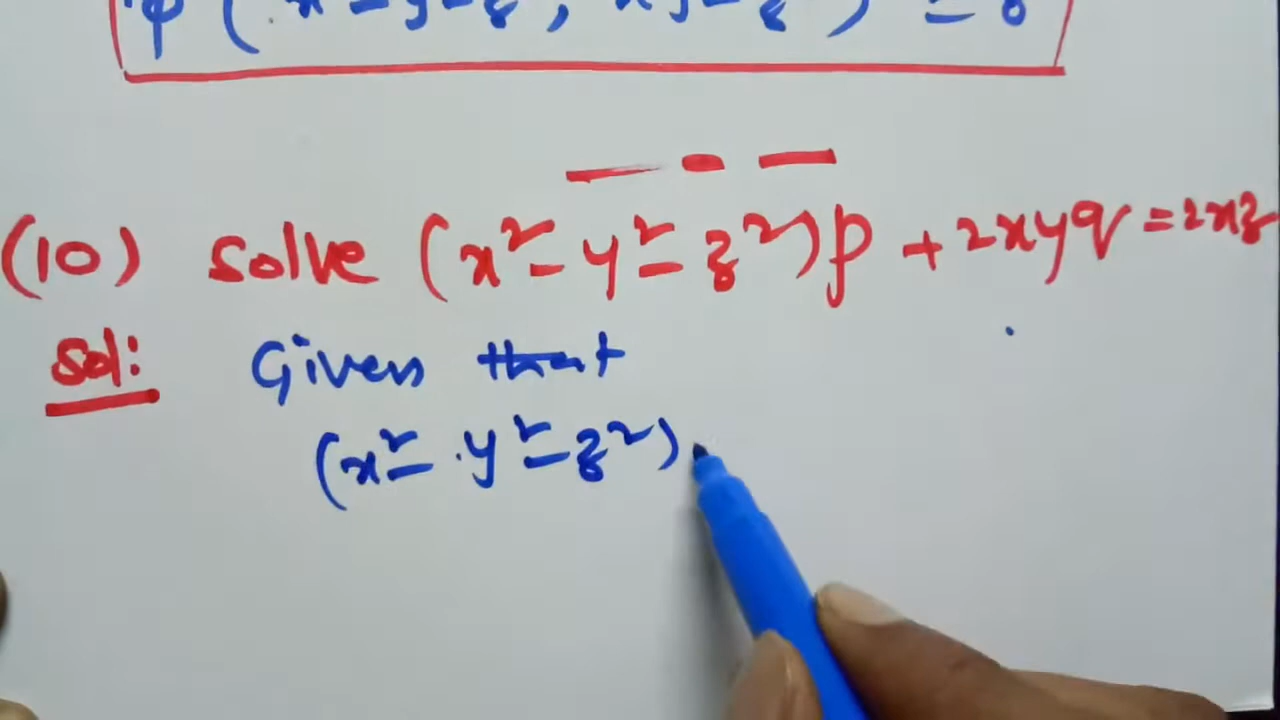 (10) Solve (x²-y²-z²)p + 2xyq = 2xz
Sol: Given that
(x²-y²-z²)